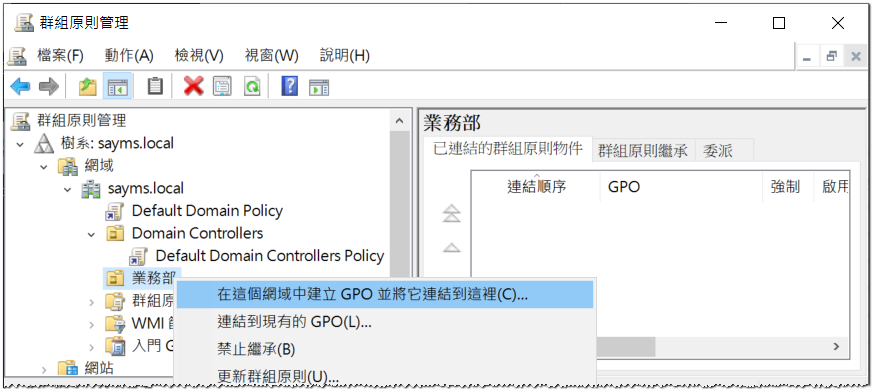 群組原則管理
檔案(F) 動作(A) 檢視(V) 視窗(W) 說明(H)
群組原則管理
樹系: sayms.local
網域
sayms.local
Default Domain Policy
Domain Controllers
Default Domain Controllers Policy
業務部
群組原
WMI
入門 G
網站
業務部
已連結的群組原則物件 群組原則繼承 委派
連結順序 GPO 強制 啟用
在這個網域中建立 GPO 並將它連結到這裡(C)...
連結到現有的 GPO(L)...
禁止繼承(B)
更新群組原則(U)...